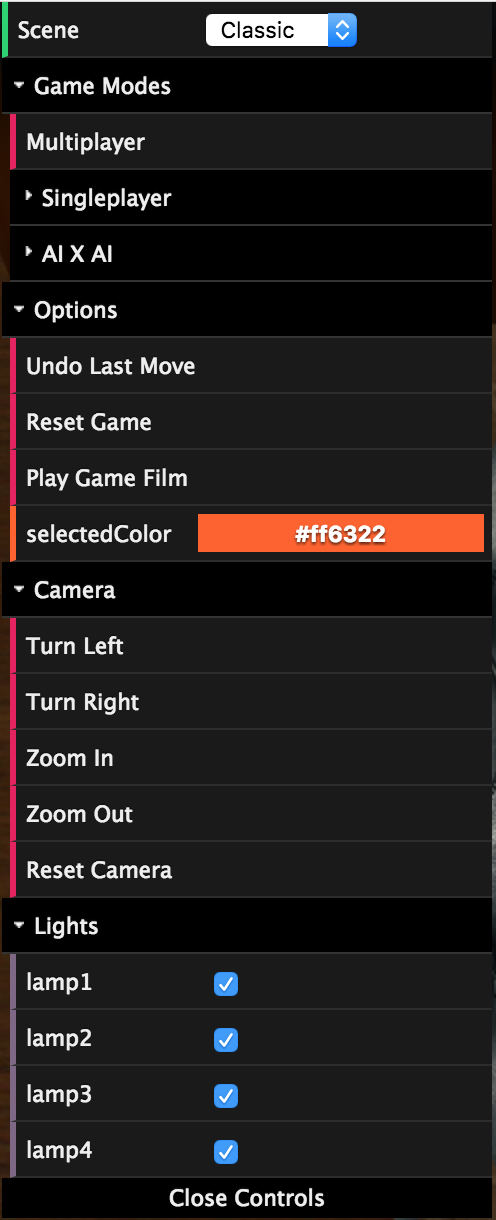 Scene Classic
Game Modes
Multiplayer
Singleplayer
AI X AI
Options
Undo Last Move
Reset Game
Play Game Film
selectedColor #ff6322
Camera
Turn Left
Turn Right
Zoom In
Zoom Out
Reset Camera
Lights
lamp1
lamp2
lamp3
lamp4
Close Controls